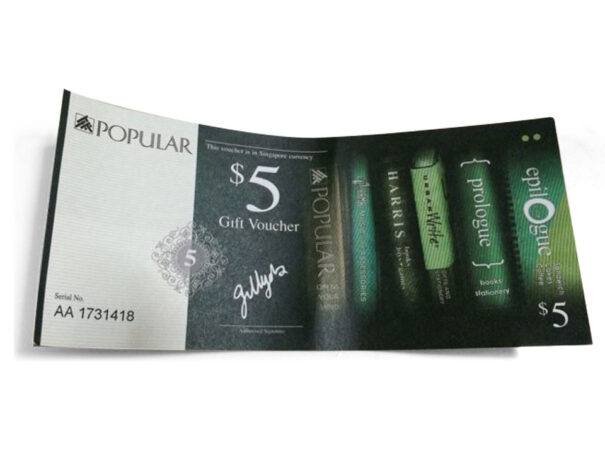 POPULAR
This voucher is in Singapore currency
$5
Gift Voucher
5
Serial No.
AA 1731418
Authorised Signature
POPULAR
HARRIS
URBAN
Write
{ prologue }
books
stationery
epilOgue
$5